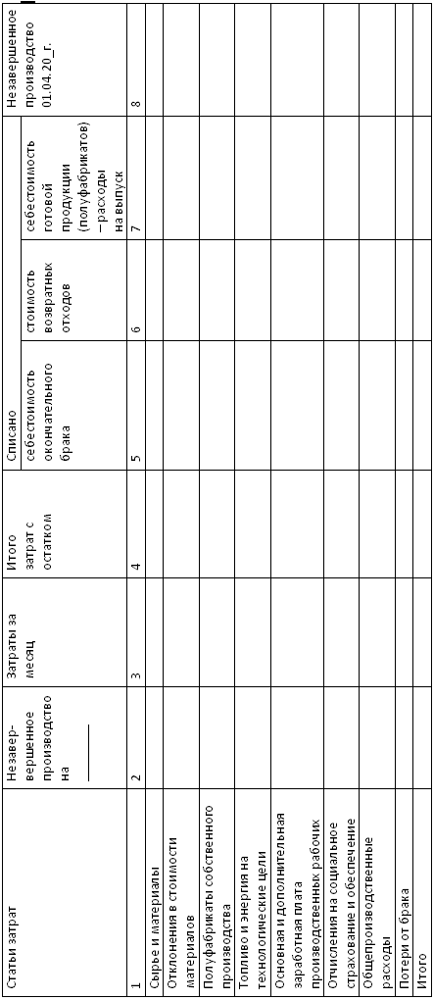 Статьи затрат
Незавер-
вершенное
производство
на
Затраты за
месяц
Итого
затрат с
остатком
Списано
себестоимость
окончательного
брака
стоимость
возвратных
отходов
себестоимость
готовой
продукции
(полуфабрикатов)
–расходы
на выпуск
Незавершенное
производство
01.04.20_г.
1
2
3
4
5
6
7
8
Сырье и материалы
Отклонения в стоимости
материалов
Полуфабрикаты собственного
производства
Топливо и энергия на
технологические цели
Основная и дополнительная
заработная плата
производственных рабочих
Отчисления на социальное
страхование и обеспечение
Общепроизводственные
расходы
Потери от брака
Итого